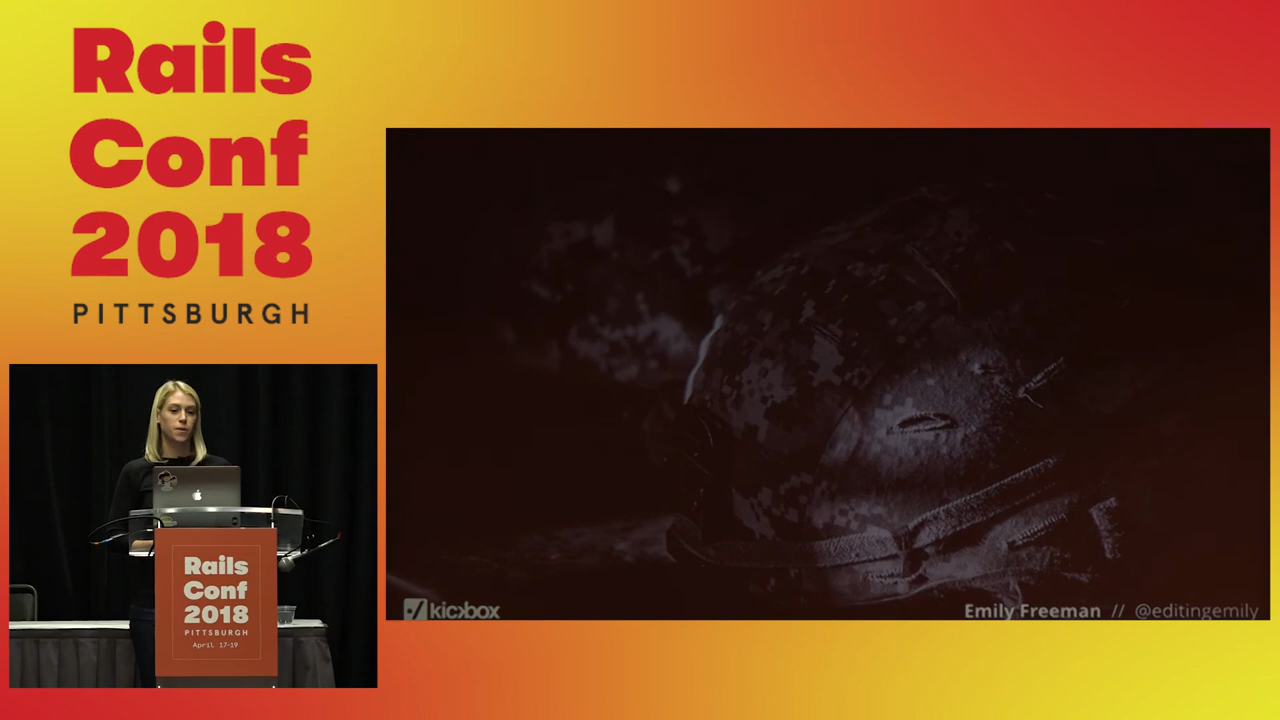 Rails
Conf
2018
PITTSBURGH
Rails
Conf
2018
PITTSBURGH
April 17-19
kickbox
Emily Freeman // @editingemily